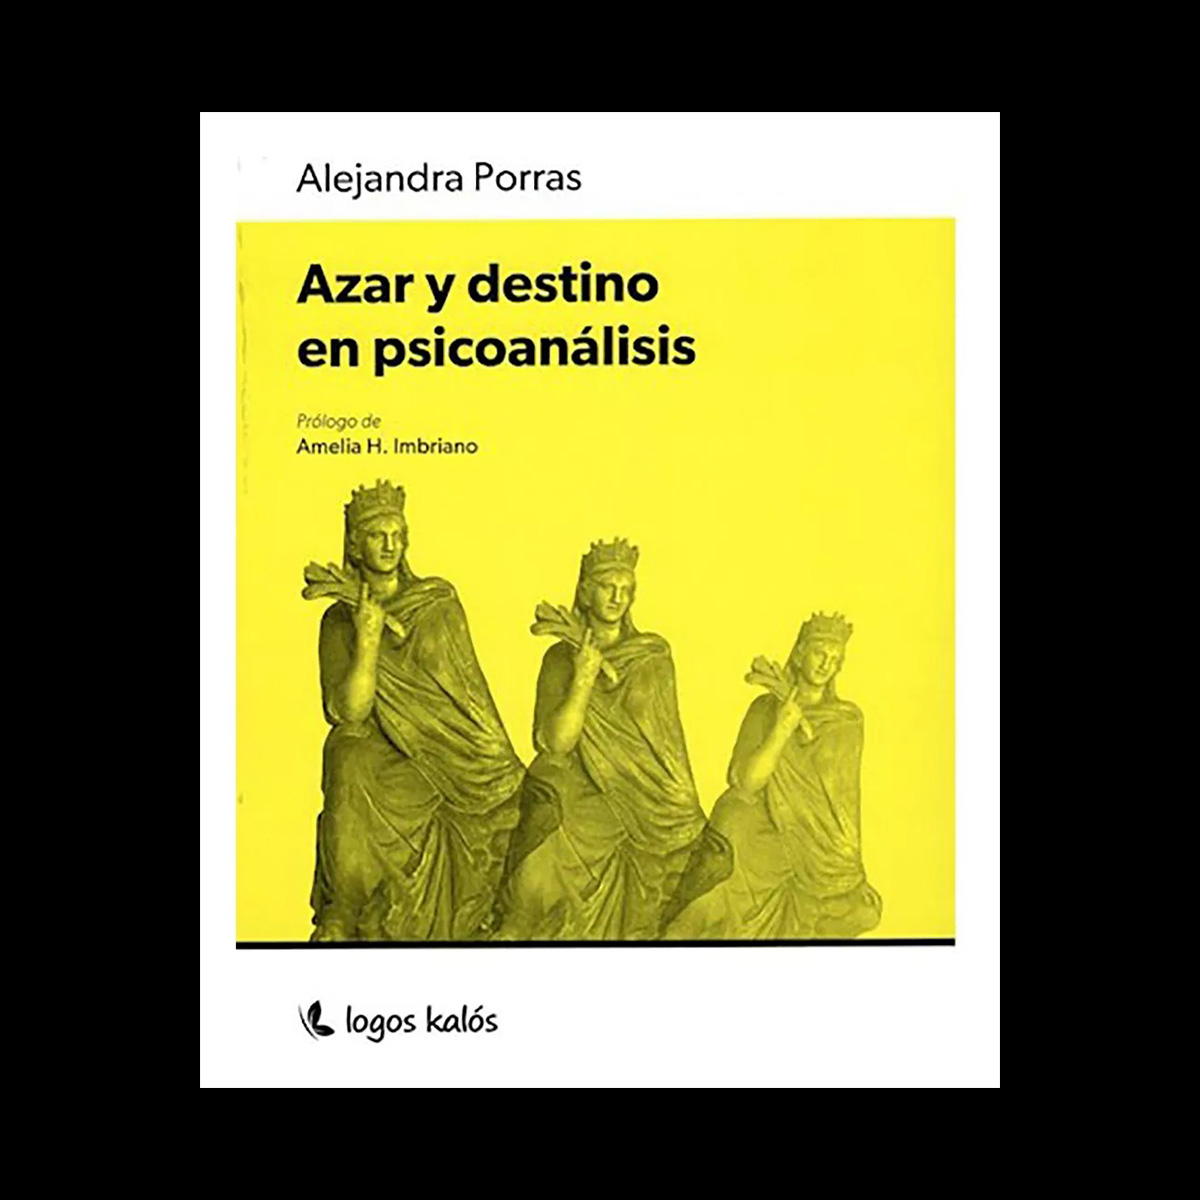 Alejandra Porras
Azar y destino
en psicoanálisis
Prólogo de
Amelia H. Imbriano
logos kalós